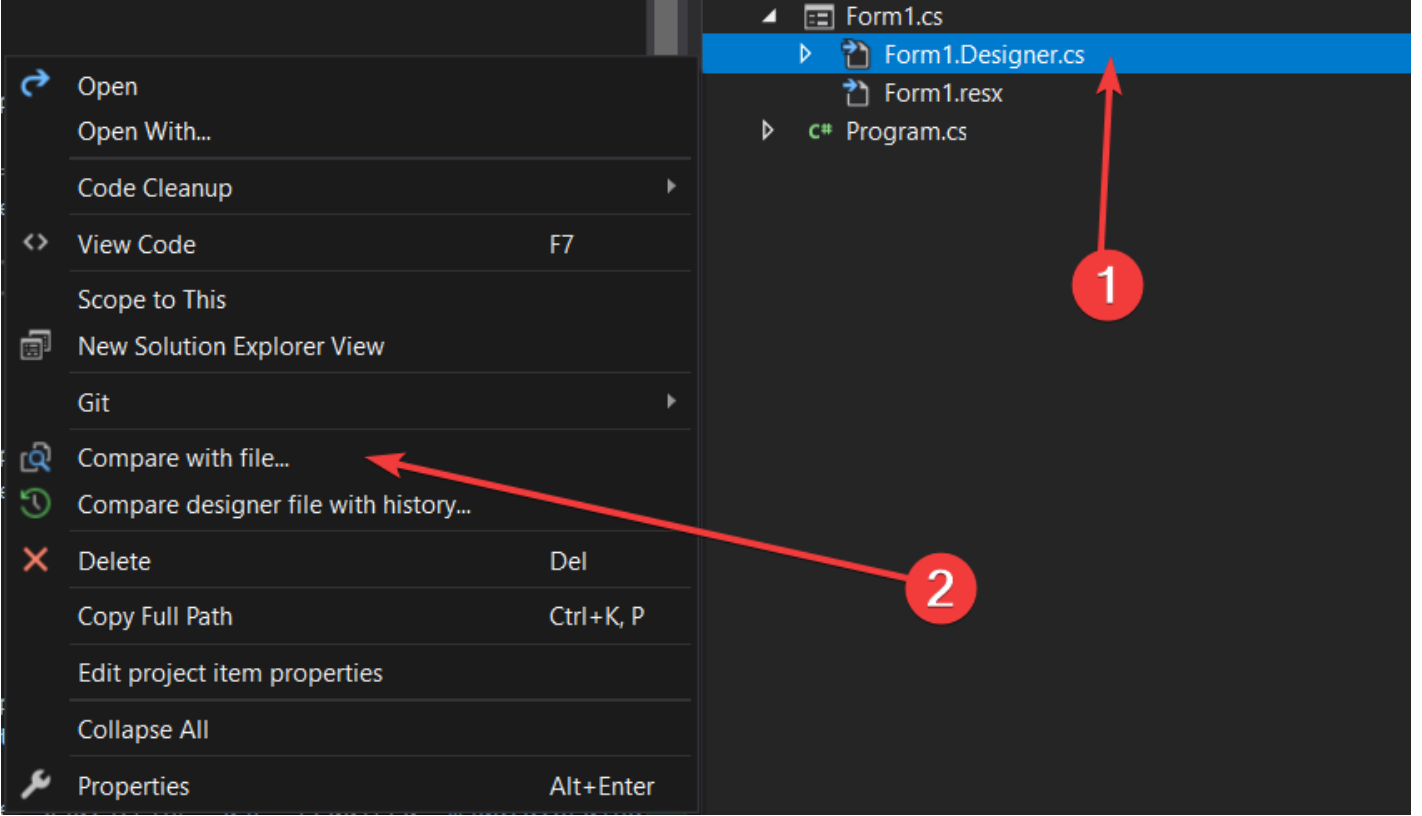 Form1.cs
Form1.Designer.cs
Form1.resx
C# Program.cs
1
Open
Open With...
Code Cleanup
View Code F7
Scope to This
New Solution Explorer View
Git
Compare with file...
Compare designer file with history...
2
Delete Del
Copy Full Path Ctrl+K, P
Edit project item properties
Collapse All
Properties Alt+Enter